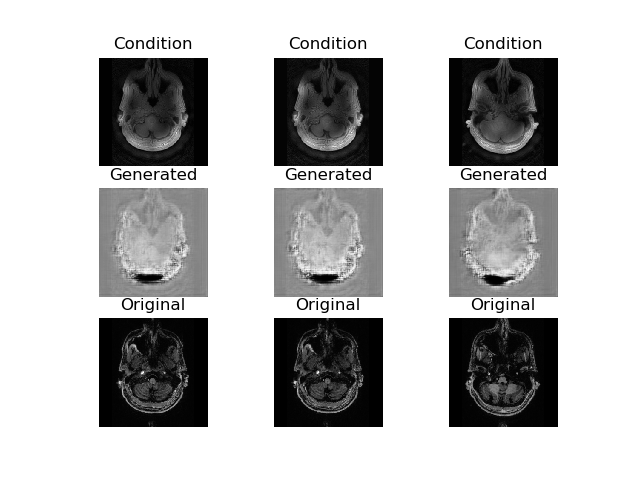 Condition Condition Condition
Generated Generated Generated
Original Original Original